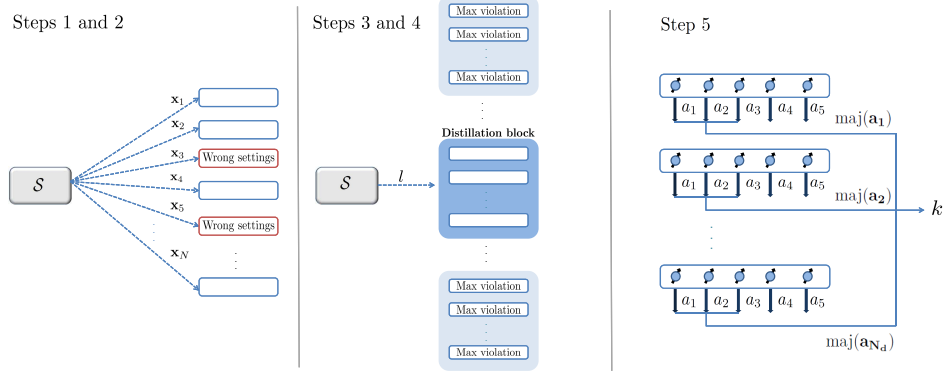 Steps 1 and 2
S
x1
x2
x3
Wrong settings
x4
x5
Wrong settings
xN
Steps 3 and 4
Max violation
Max violation
Max violation
Distillation block
S
l
Max violation
Max violation
Max violation
Step 5
a1 a2 a3 a4 a5
maj(a1)
a1 a2 a3 a4 a5
maj(a2)
k
a1 a2 a3 a4 a5
maj(aNd)